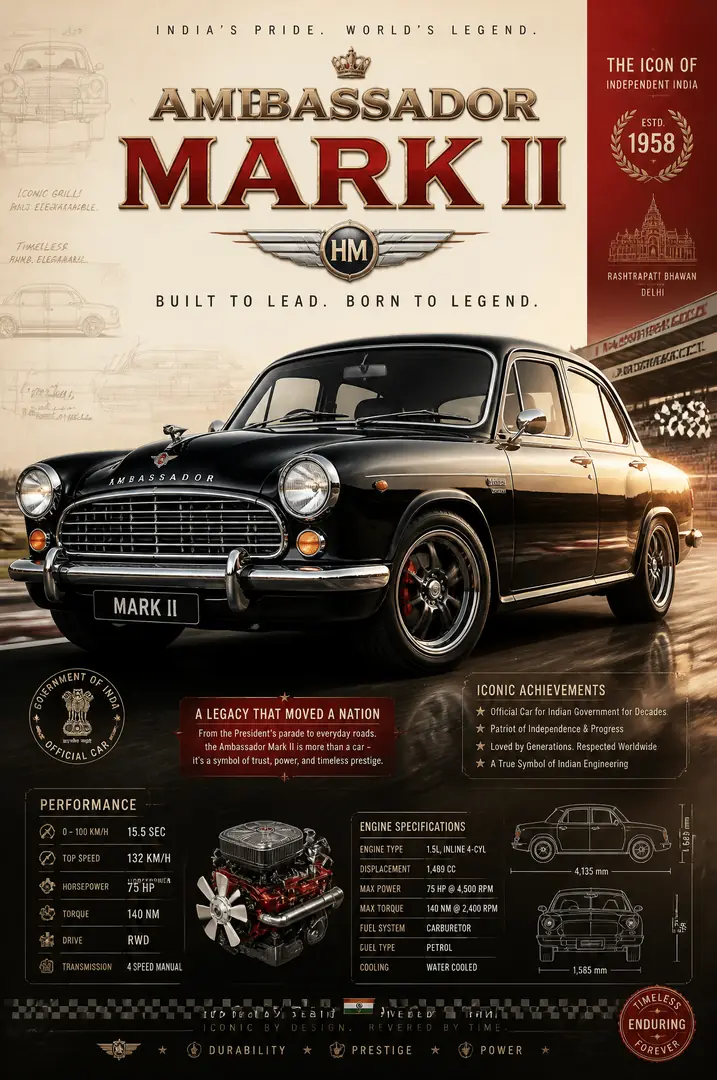 INDIA'S PRIDE. WORLD'S LEGEND.
AMBASSADOR
MARK II
HM
BUILT TO LEAD. BORN TO LEGEND.
THE ICON OF
INDEPENDENT INDIA
ESTD.
1958
RASHTRAPATI BHAWAN
DELHI
ICONIC GRILL
TIMELESS
AMBASSADOR
MARK II
OFFICIAL CAR
A LEGACY THAT MOVED A NATION
From the President's parade to everyday roads.
the Ambassador Mark II is more than a car –
it's a symbol of trust, power, and timeless prestige.
ICONIC ACHIEVEMENTS
Official Car for Indian Government for Decades.
Patriot of Independence & Progress
Loved by Generations. Respected Worldwide
A True Symbol of Indian Engineering
PERFORMANCE
0 – 100 KM/H 15.5 SEC
TOP SPEED 132 KM/H
HORSEPOWER 75 HP
TORQUE 140 NM
DRIVE RWD
TRANSMISSION 4 SPEED MANUAL
ENGINE SPECIFICATIONS
ENGINE TYPE 1.5L, INLINE 4-CYL
DISPLACEMENT 1,489 CC
MAX POWER 75 HP @ 4,500 RPM
MAX TORQUE 140 NM @ 2,400 RPM
FUEL SYSTEM CARBURETOR
FUEL TYPE PETROL
COOLING WATER COOLED
4,135 mm
1,565 mm
ICONIC BY DESIGN. REVERED BY TIME
DURABILITY
PRESTIGE
POWER
TIMELESS
ENDURING
FOREVER